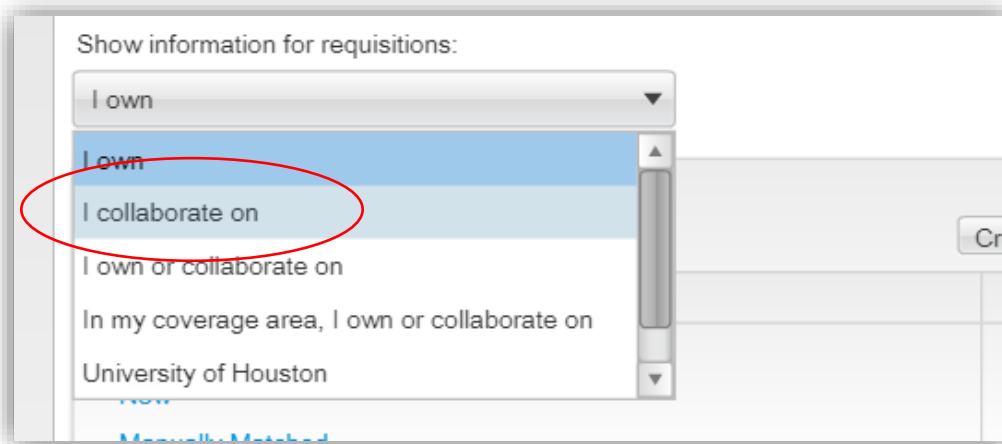 Show information for requisitions:
I own
I own
I collaborate on
I own or collaborate on
In my coverage area, I own or collaborate on
University of Houston
Manually Matched